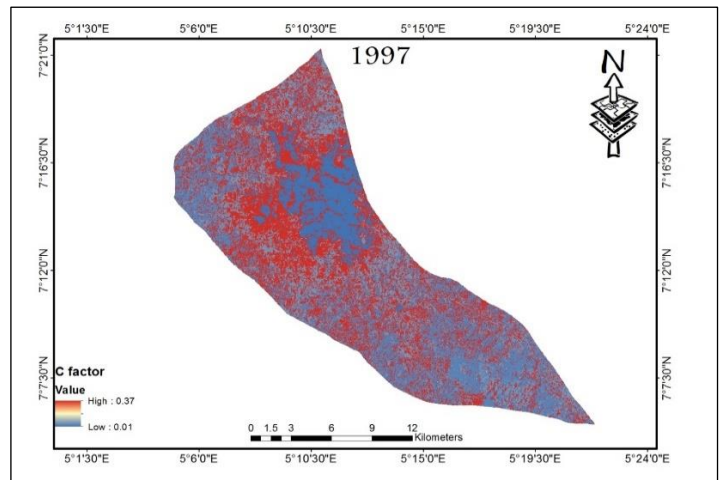 5°1'30"E 5°6'0"E 5°10'30"E 5°15'0"E 5°19'30"E 5°24'0"E
1997
N
7°21'0"N 7°21'0"N
7°16'30"N 7°16'30"N
7°12'0"N 7°12'0"N
7°7'30"N 7°7'30"N
C factor
Value
High : 0.37
Low : 0.01
0 1.5 3 6 9 12
Kilometers
5°1'30"E 5°6'0"E 5°10'30"E 5°15'0"E 5°19'30"E 5°24'0"E